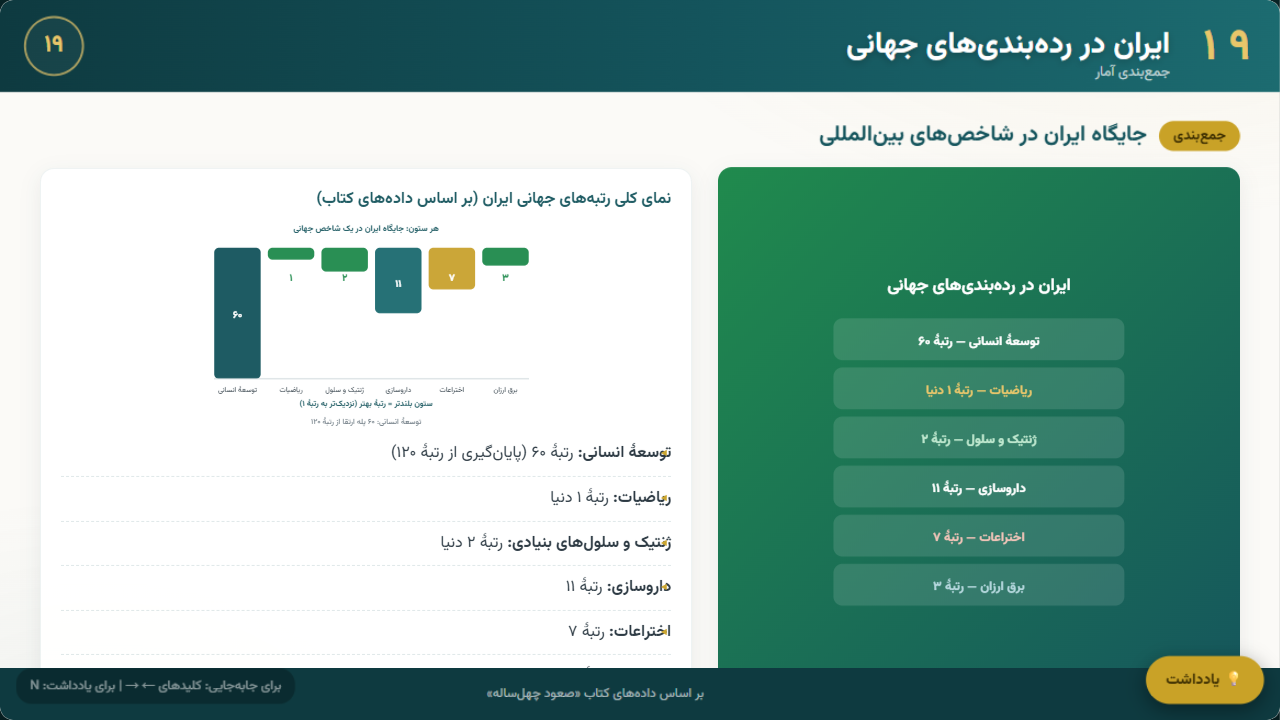 ۱۹
ایران در رده‌بندی‌های جهانی
جمع‌بندی آمار
۱۹
جمع‌بندی
جایگاه ایران در شاخص‌های بین‌المللی
ایران در رده‌بندی‌های جهانی
توسعهٔ انسانی — رتبهٔ ۶۰
ریاضیات — رتبهٔ ۱ دنیا
ژنتیک و سلول — رتبهٔ ۲
داروسازی — رتبهٔ ۱۱
اختراعات — رتبهٔ ۷
برق ارزان — رتبهٔ ۳
نمای کلی رتبه‌های جهانی ایران (بر اساس داده‌های کتاب)
هر ستون: جایگاه ایران در یک شاخص جهانی
۳
۷
۱۱
۲
۱
۶۰
برق ارزان
اختراعات
داروسازی
ژنتیک و سلول
ریاضیات
توسعهٔ انسانی
ستون بلندتر = رتبهٔ بهتر (نزدیک‌تر به رتبهٔ ۱)
توسعهٔ انسانی: ۶۰ پله ارتقا از رتبهٔ ۱۲۰
توسعهٔ انسانی: رتبهٔ ۶۰ (پایان‌گیری از رتبهٔ ۱۲۰)
ریاضیات: رتبهٔ ۱ دنیا
ژنتیک و سلول‌های بنیادی: رتبهٔ ۲ دنیا
داروسازی: رتبهٔ ۱۱
اختراعات: رتبهٔ ۷
💡 یادداشت
بر اساس داده‌های کتاب «صعود چهل‌ساله»
برای جابه‌جایی: کلیدهای ← → | برای یادداشت: N